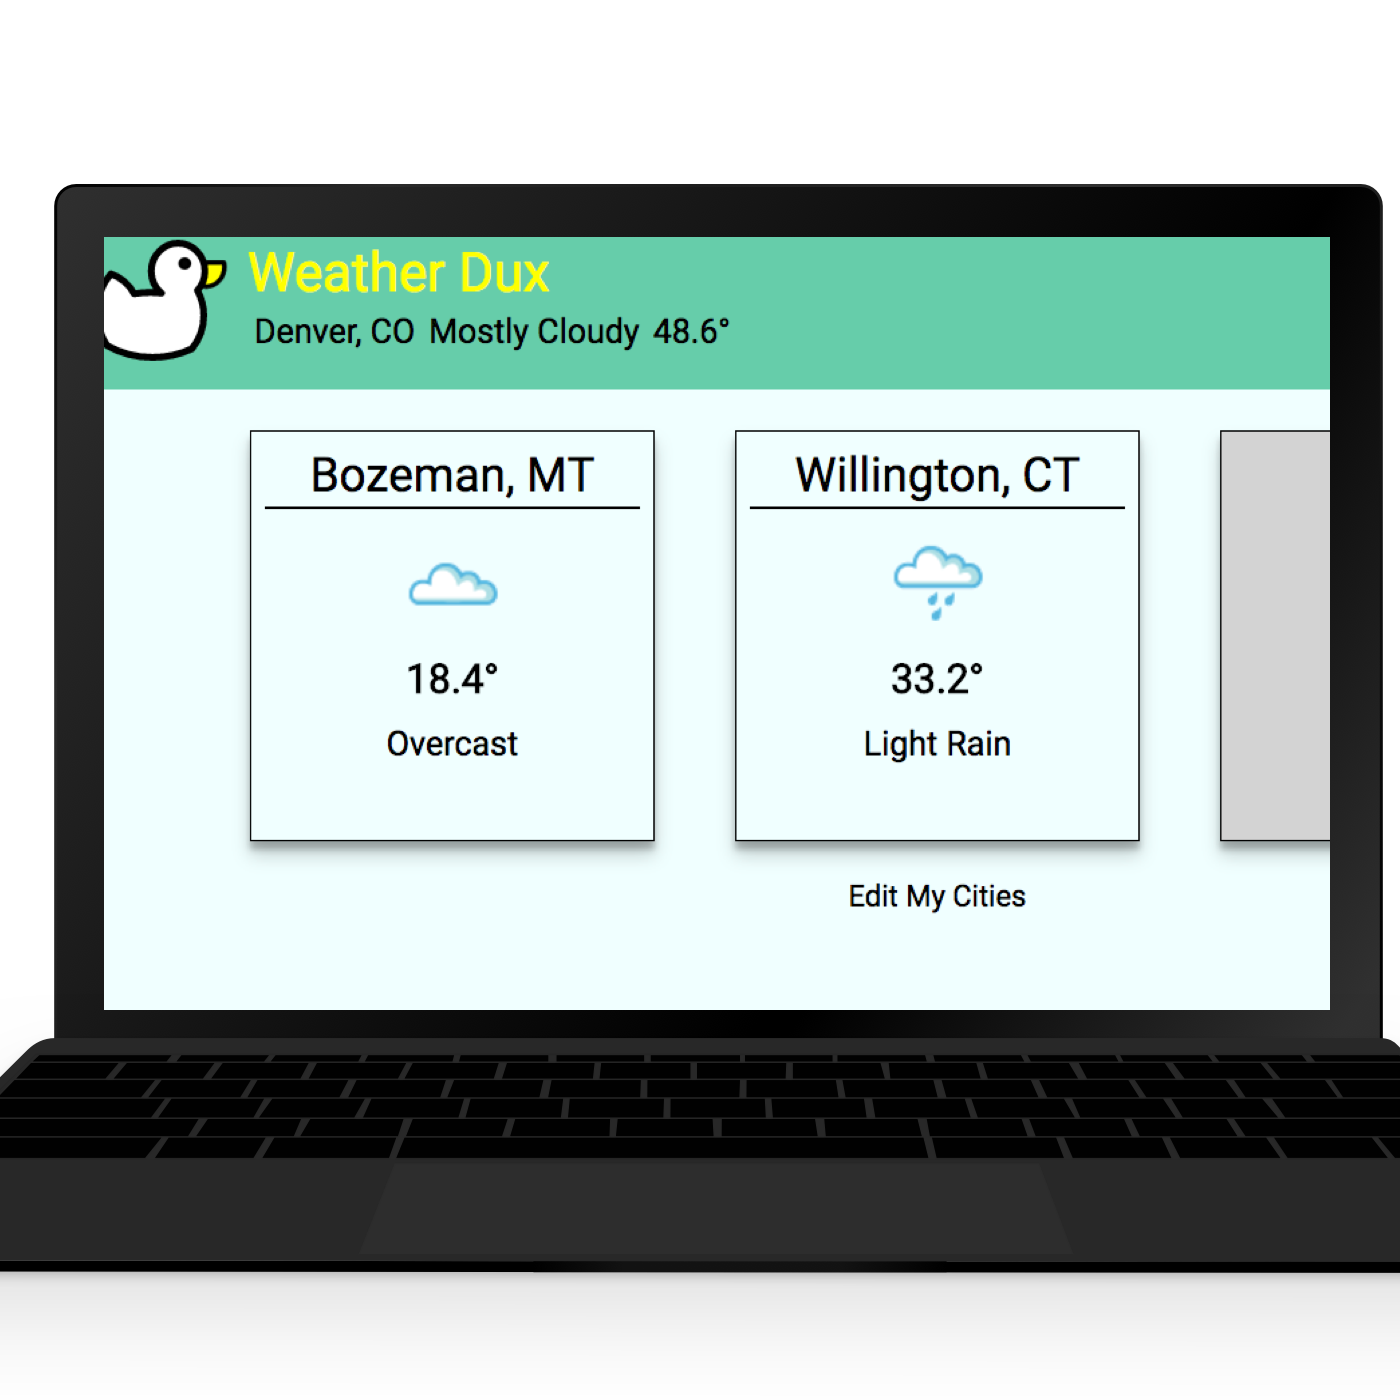 Weather Dux
Denver, CO Mostly Cloudy 48.6°
Bozeman, MT
18.4°
Overcast
Willington, CT
33.2°
Light Rain
Edit My Cities